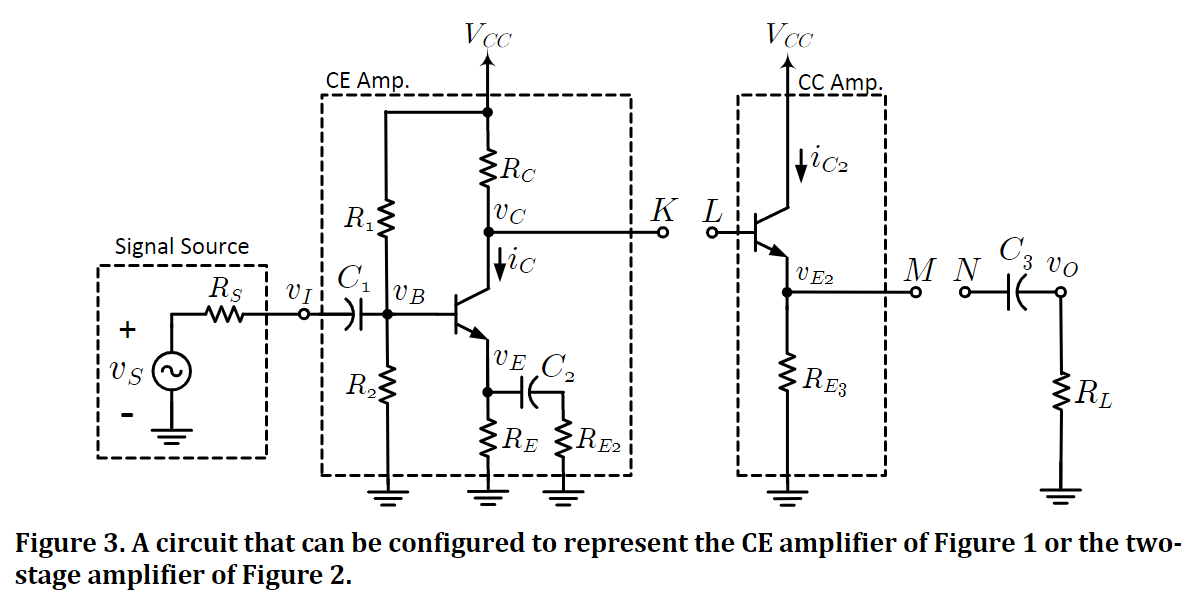 V_CC
V_CC
CE Amp.
CC Amp.
i_C2
R_C
R_1
v_C
K
L
Signal Source
i_C
C_3
v_O
R_S
v_I
C_1
v_B
v_E2
M
N
+
v_S
-
v_E
C_2
R_2
R_E3
R_L
R_E
R_E2
Figure 3. A circuit that can be configured to represent the CE amplifier of Figure 1 or the two-
stage amplifier of Figure 2.